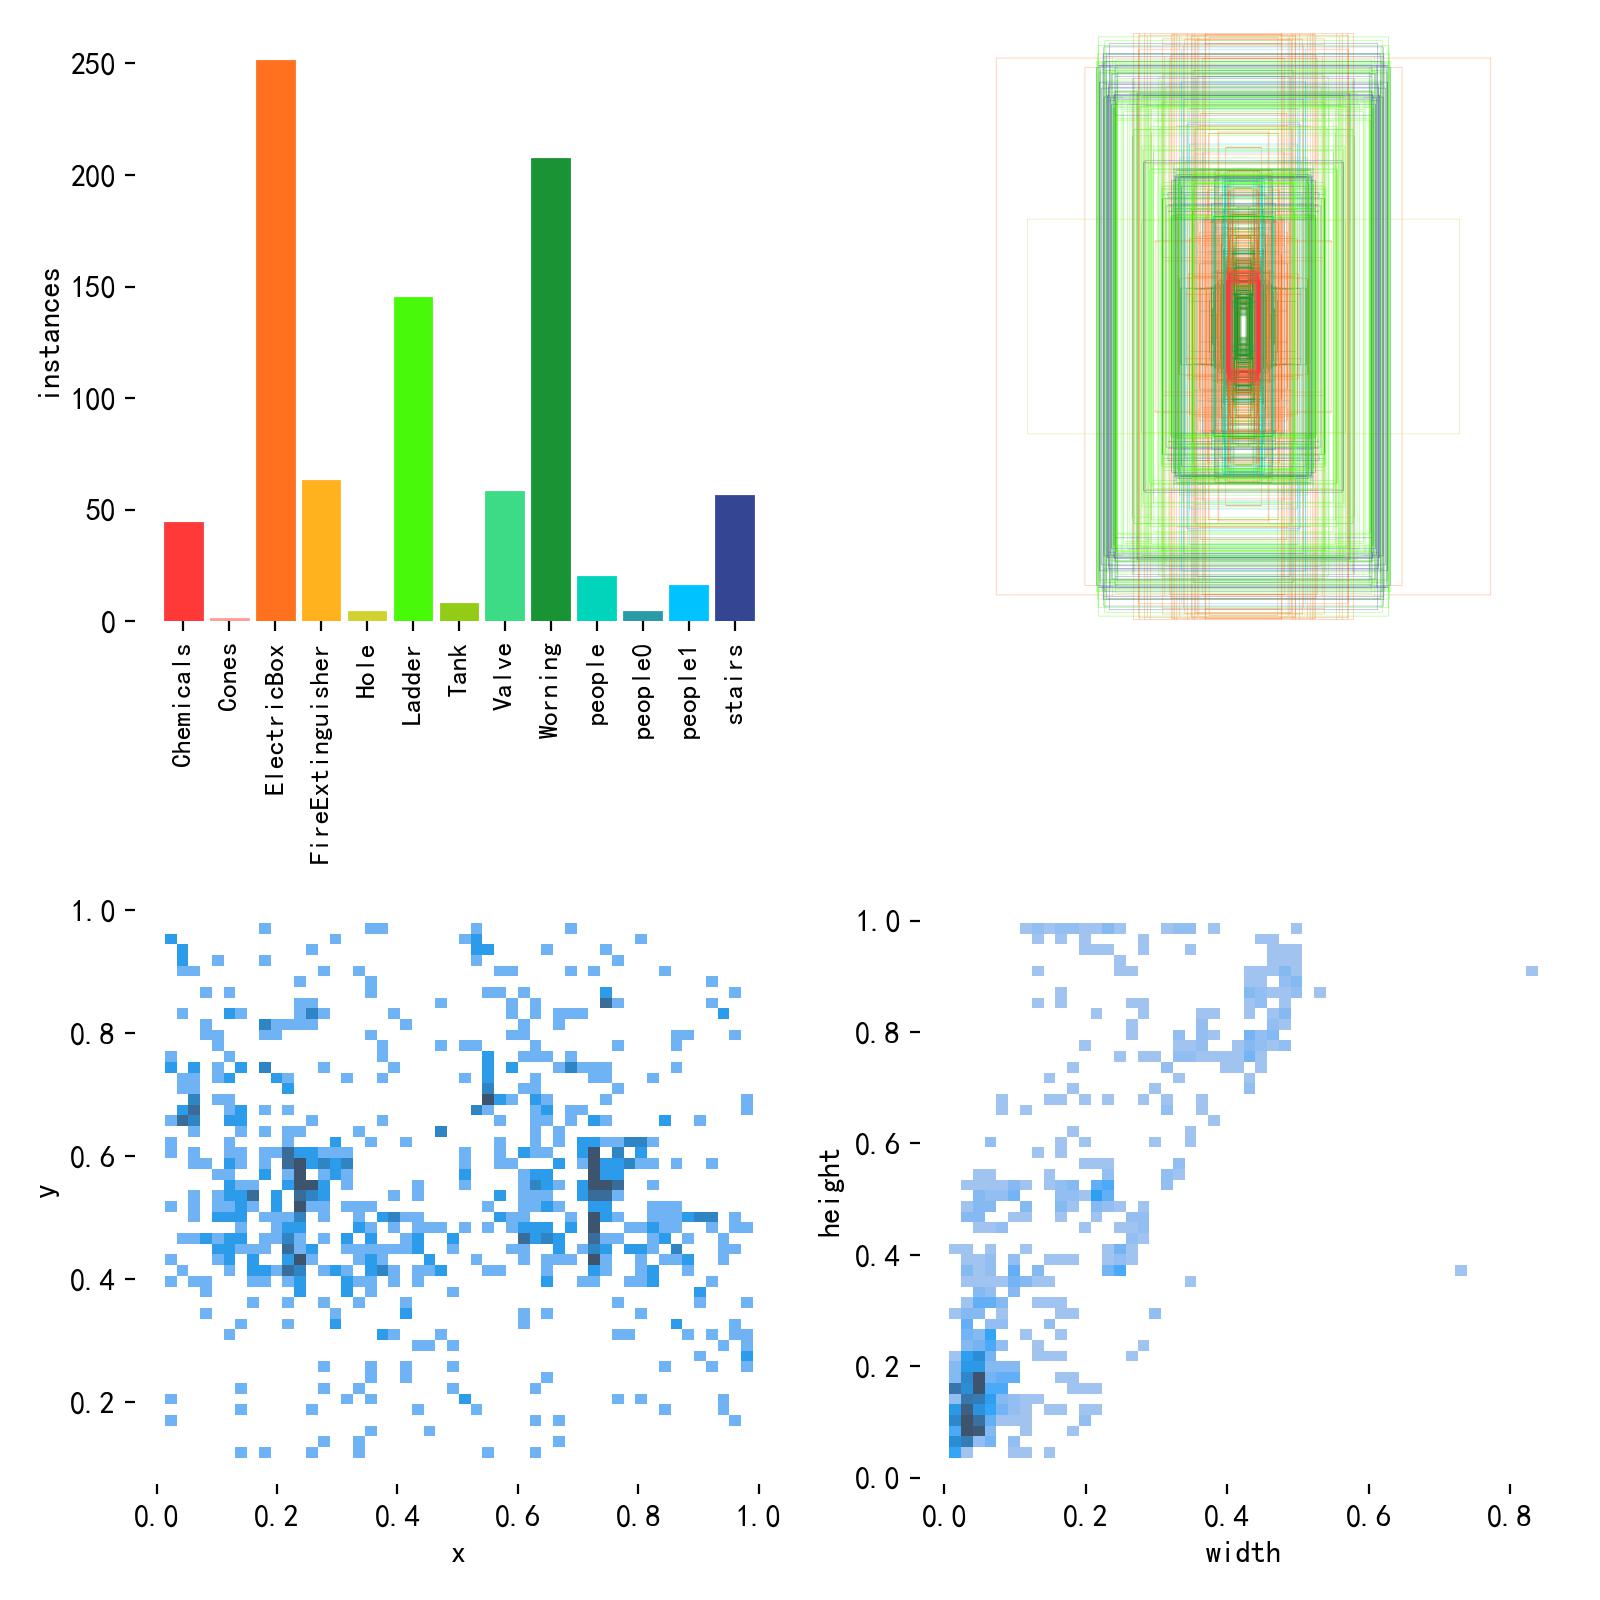 250
200
150
100
50
0
instances
Chemicals
Cones
ElectricBox
FireExtinguisher
Hole
Ladder
Tank
Valve
Worning
people
people0
people1
stairs
1.0
0.8
0.6
0.4
0.2
y
0.0 0.2 0.4 0.6 0.8 1.0
x
1.0
0.8
0.6
0.4
0.2
0.0
height
0.0 0.2 0.4 0.6 0.8
width